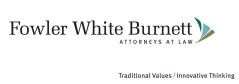 Fowler White Burnett
ATTORNEYS AT LAW
Traditional Values / Innovative Thinking